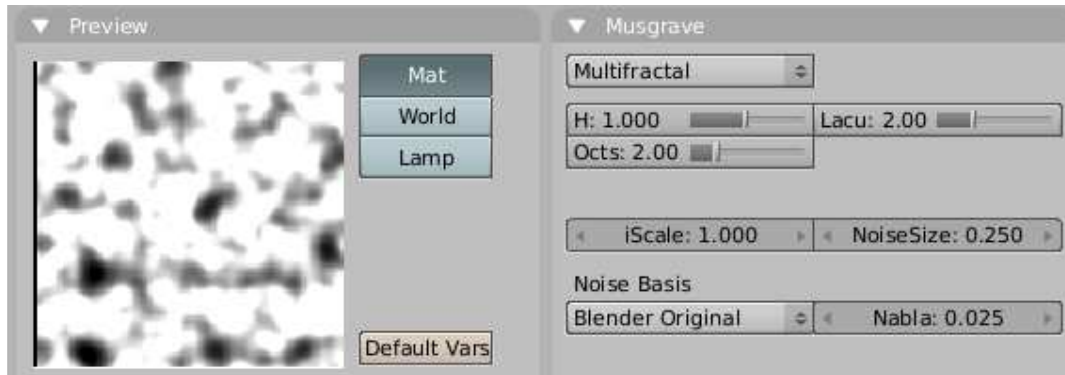 Preview
Mat
World
Lamp
Default Vars
Musgrave
Multifractal
H: 1.000
Lacu: 2.00
Octs: 2.00
iScale: 1.000
NoiseSize: 0.250
Noise Basis
Blender Original
Nabla: 0.025